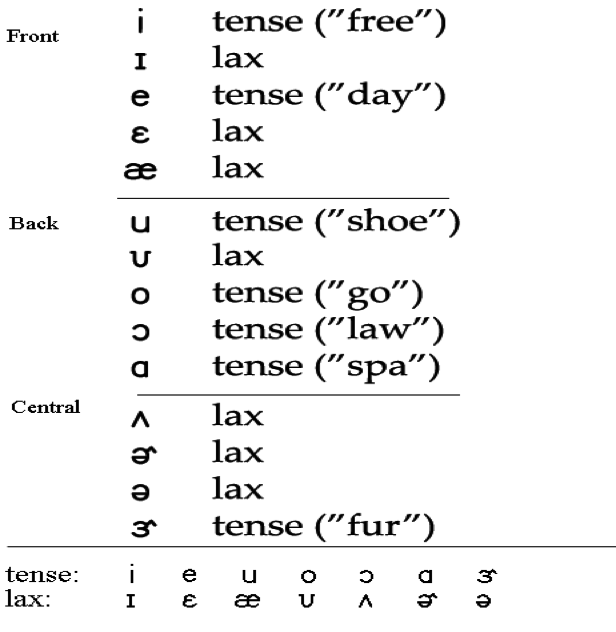 Front i tense ("free")
ɪ lax
e tense ("day")
ɛ lax
æ lax
Back u tense ("shoe")
ʊ lax
o tense ("go")
ɔ tense ("law")
ɑ tense ("spa")
Central ʌ lax
ɚ lax
ə lax
ɝ tense ("fur")
tense: i e u o ɔ ɑ ɝ
lax: ɪ ɛ æ ʊ ʌ ɚ ə